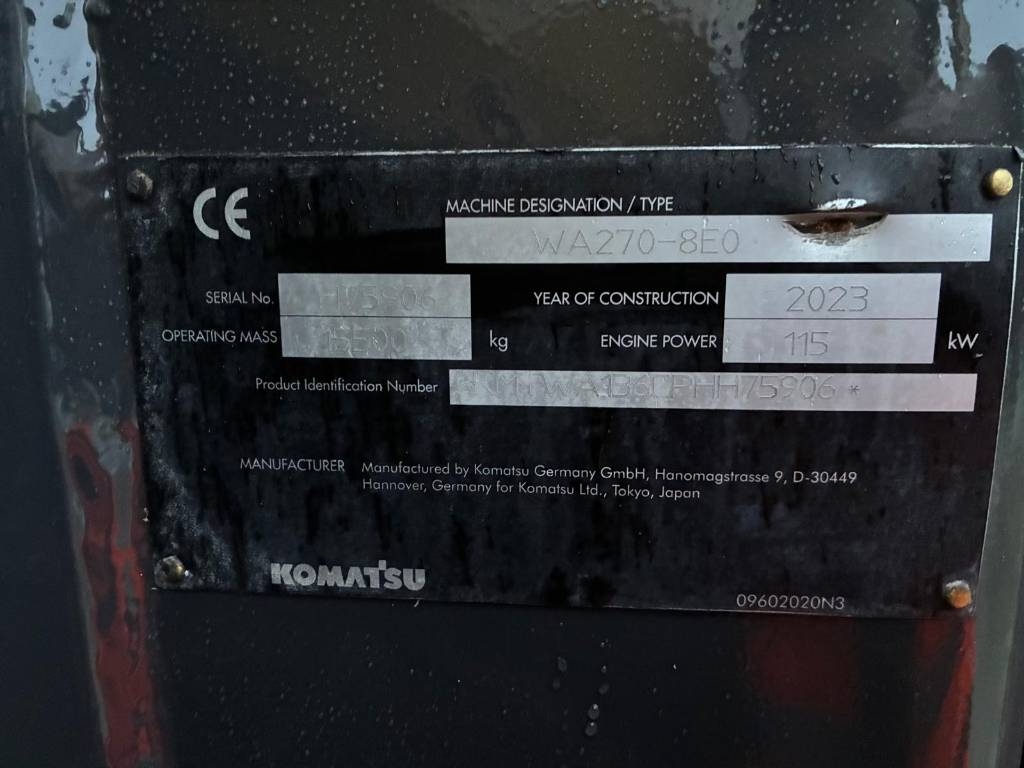 CE
MACHINE DESIGNATION / TYPE
WA270-8E0
SERIAL No. H75906
YEAR OF CONSTRUCTION 2023
OPERATING MASS kg
ENGINE POWER 115 kW
Product Identification Number
MANUFACTURER Manufactured by Komatsu Germany GmbH, Hanomagstrasse 9, D-30449
Hannover, Germany for Komatsu Ltd., Tokyo, Japan
KOMATSU
09602020N3